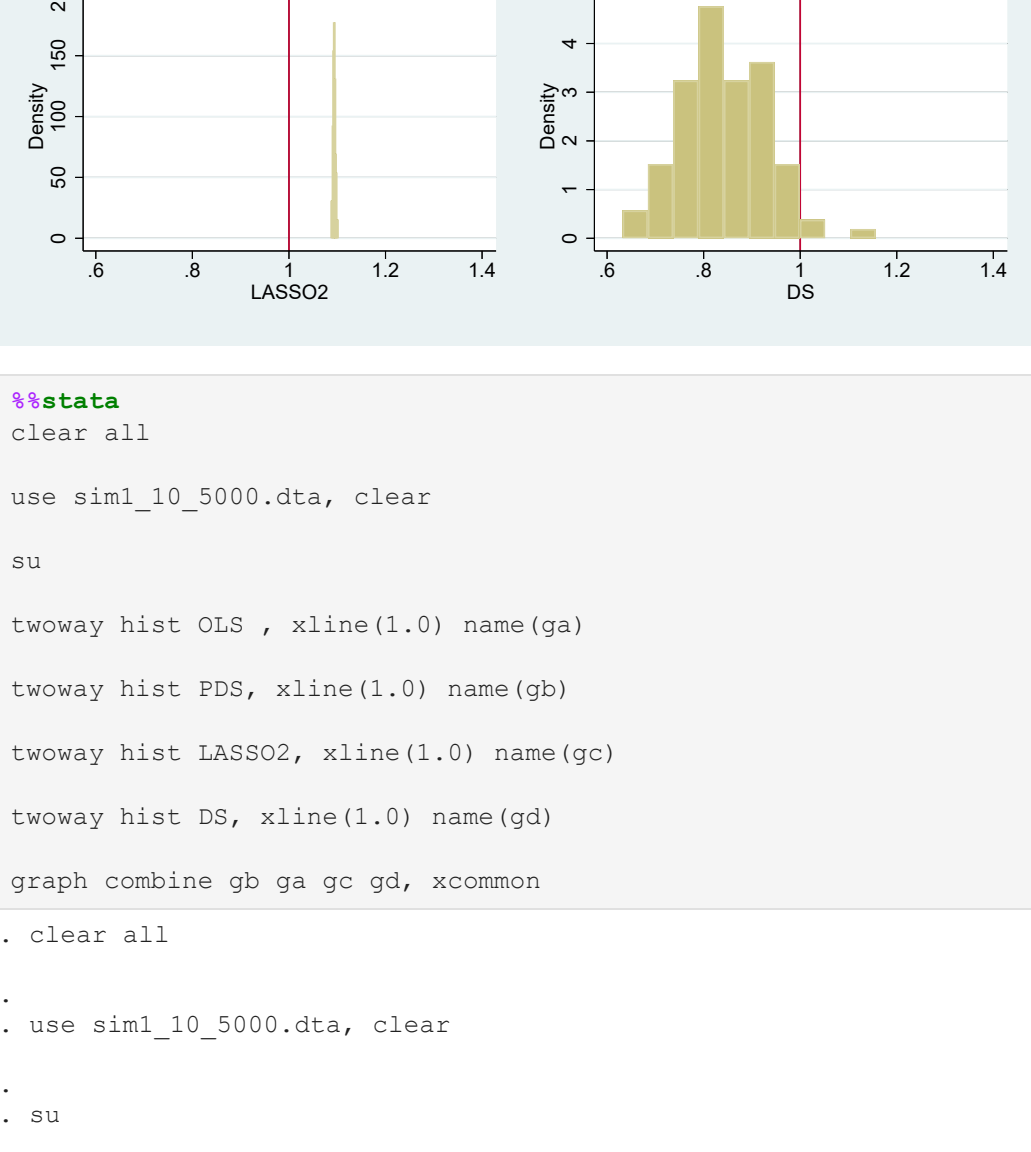 2
150
100
50
0
Density
.6 .8 1 1.2 1.4
LASSO2
4
3
2
1
0
Density
.6 .8 1 1.2 1.4
DS
%%stata
clear all
use sim1_10_5000.dta, clear
su
twoway hist OLS , xline(1.0) name(ga)
twoway hist PDS, xline(1.0) name(gb)
twoway hist LASSO2, xline(1.0) name(gc)
twoway hist DS, xline(1.0) name(gd)
graph combine gb ga gc gd, xcommon
. clear all
.
. use sim1_10_5000.dta, clear
.
. su